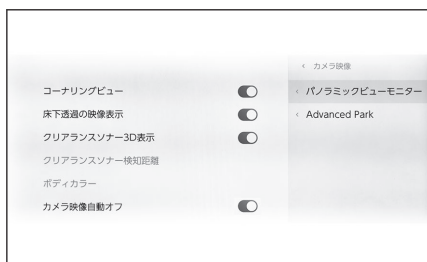 コーナリングビュー
床下透過の映像表示
クリアランスソナー3D表示
クリアランスソナー検知距離
ボディカラー
カメラ映像自動オフ
‹ カメラ映像
‹ パノラミックビューモニター
‹ Advanced Park